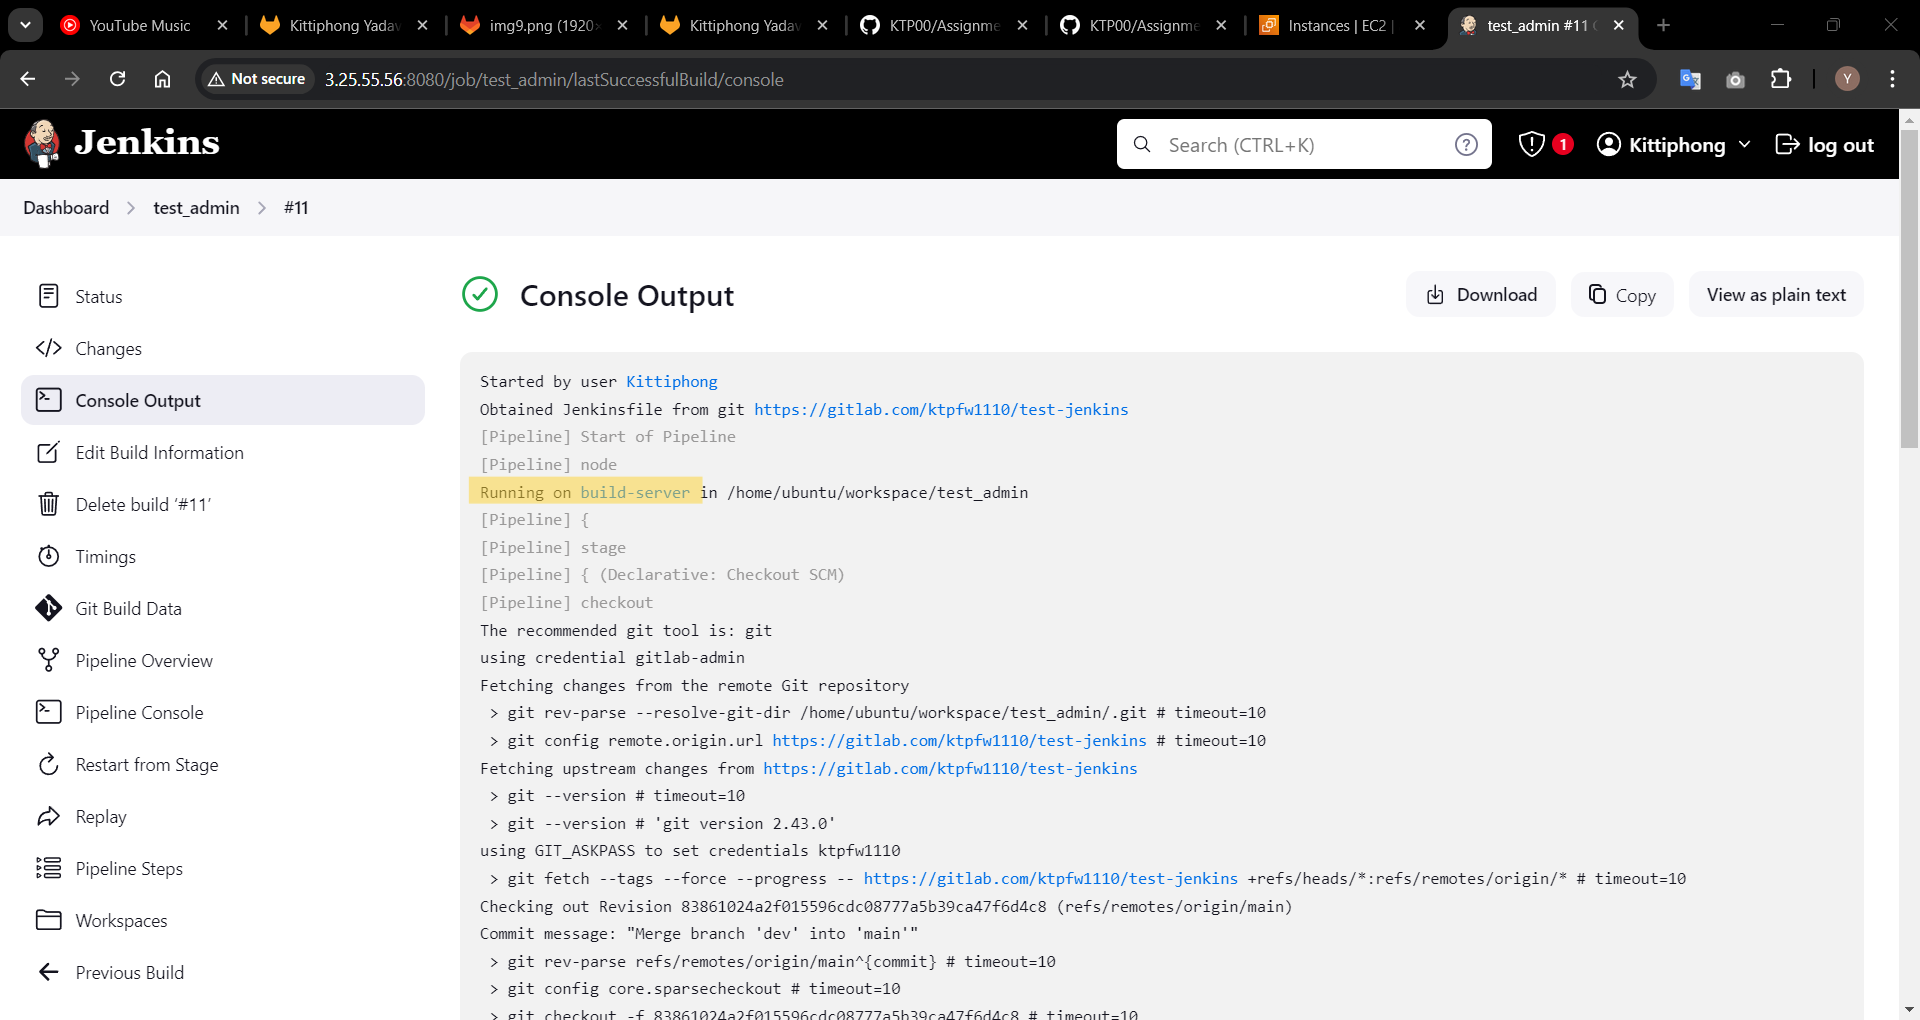 YouTube Music
Kittiphong Yadav
img9.png (1920
Kittiphong Yadav
KTP00/Assignme
KTP00/Assignme
Instances | EC2 |
test_admin #11
Not secure
3.25.55.56:8080/job/test_admin/lastSuccessfulBuild/console
Y
Jenkins
Search (CTRL+K)
?
1
Kittiphong
log out
Dashboard
test_admin
#11
Status
Changes
Console Output
Edit Build Information
Delete build ‘#11’
Timings
Git Build Data
Pipeline Overview
Pipeline Console
Restart from Stage
Replay
Pipeline Steps
Workspaces
Previous Build
Console Output
Download
Copy
View as plain text
Started by user Kittiphong
Obtained Jenkinsfile from git https://gitlab.com/ktpfw1110/test-jenkins
[Pipeline] Start of Pipeline
[Pipeline] node
Running on build-server in /home/ubuntu/workspace/test_admin
[Pipeline] {
[Pipeline] stage
[Pipeline] { (Declarative: Checkout SCM)
[Pipeline] checkout
The recommended git tool is: git
using credential gitlab-admin
Fetching changes from the remote Git repository
> git rev-parse --resolve-git-dir /home/ubuntu/workspace/test_admin/.git # timeout=10
> git config remote.origin.url https://gitlab.com/ktpfw1110/test-jenkins # timeout=10
Fetching upstream changes from https://gitlab.com/ktpfw1110/test-jenkins
> git --version # timeout=10
> git --version # 'git version 2.43.0'
using GIT_ASKPASS to set credentials ktpfw1110
> git fetch --tags --force --progress -- https://gitlab.com/ktpfw1110/test-jenkins +refs/heads/*:refs/remotes/origin/* # timeout=10
Checking out Revision 83861024a2f015596cdc08777a5b39ca47f6d4c8 (refs/remotes/origin/main)
Commit message: "Merge branch 'dev' into 'main'"
> git rev-parse refs/remotes/origin/main^{commit} # timeout=10
> git config core.sparsecheckout # timeout=10
> git checkout -f 83861024a2f015596cdc08777a5b39ca47f6d4c8 # timeout=10